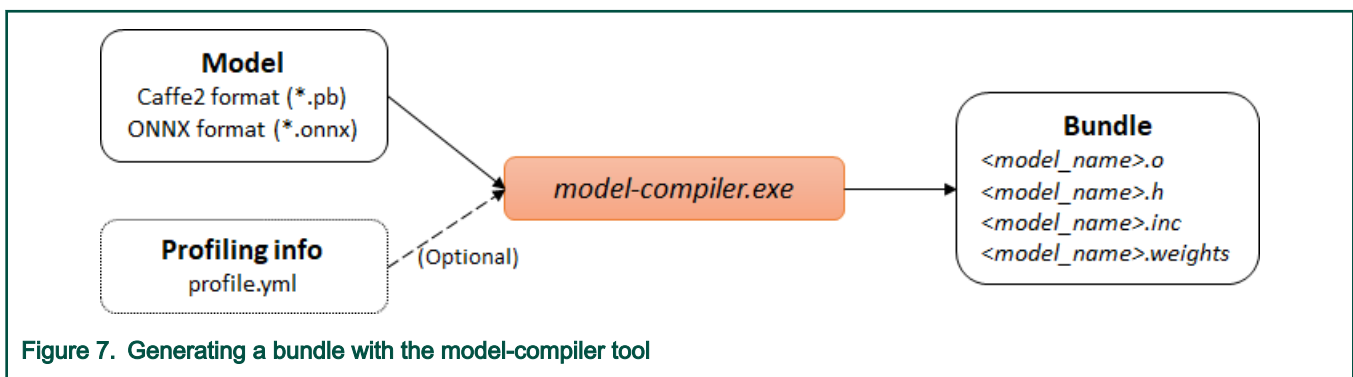 Model
Caffe2 format (*.pb)
ONNX format (*.onnx)
Profiling info
profile.yml
(Optional)
model-compiler.exe
Bundle
<model_name>.o
<model_name>.h
<model_name>.inc
<model_name>.weights
Figure 7. Generating a bundle with the model-compiler tool